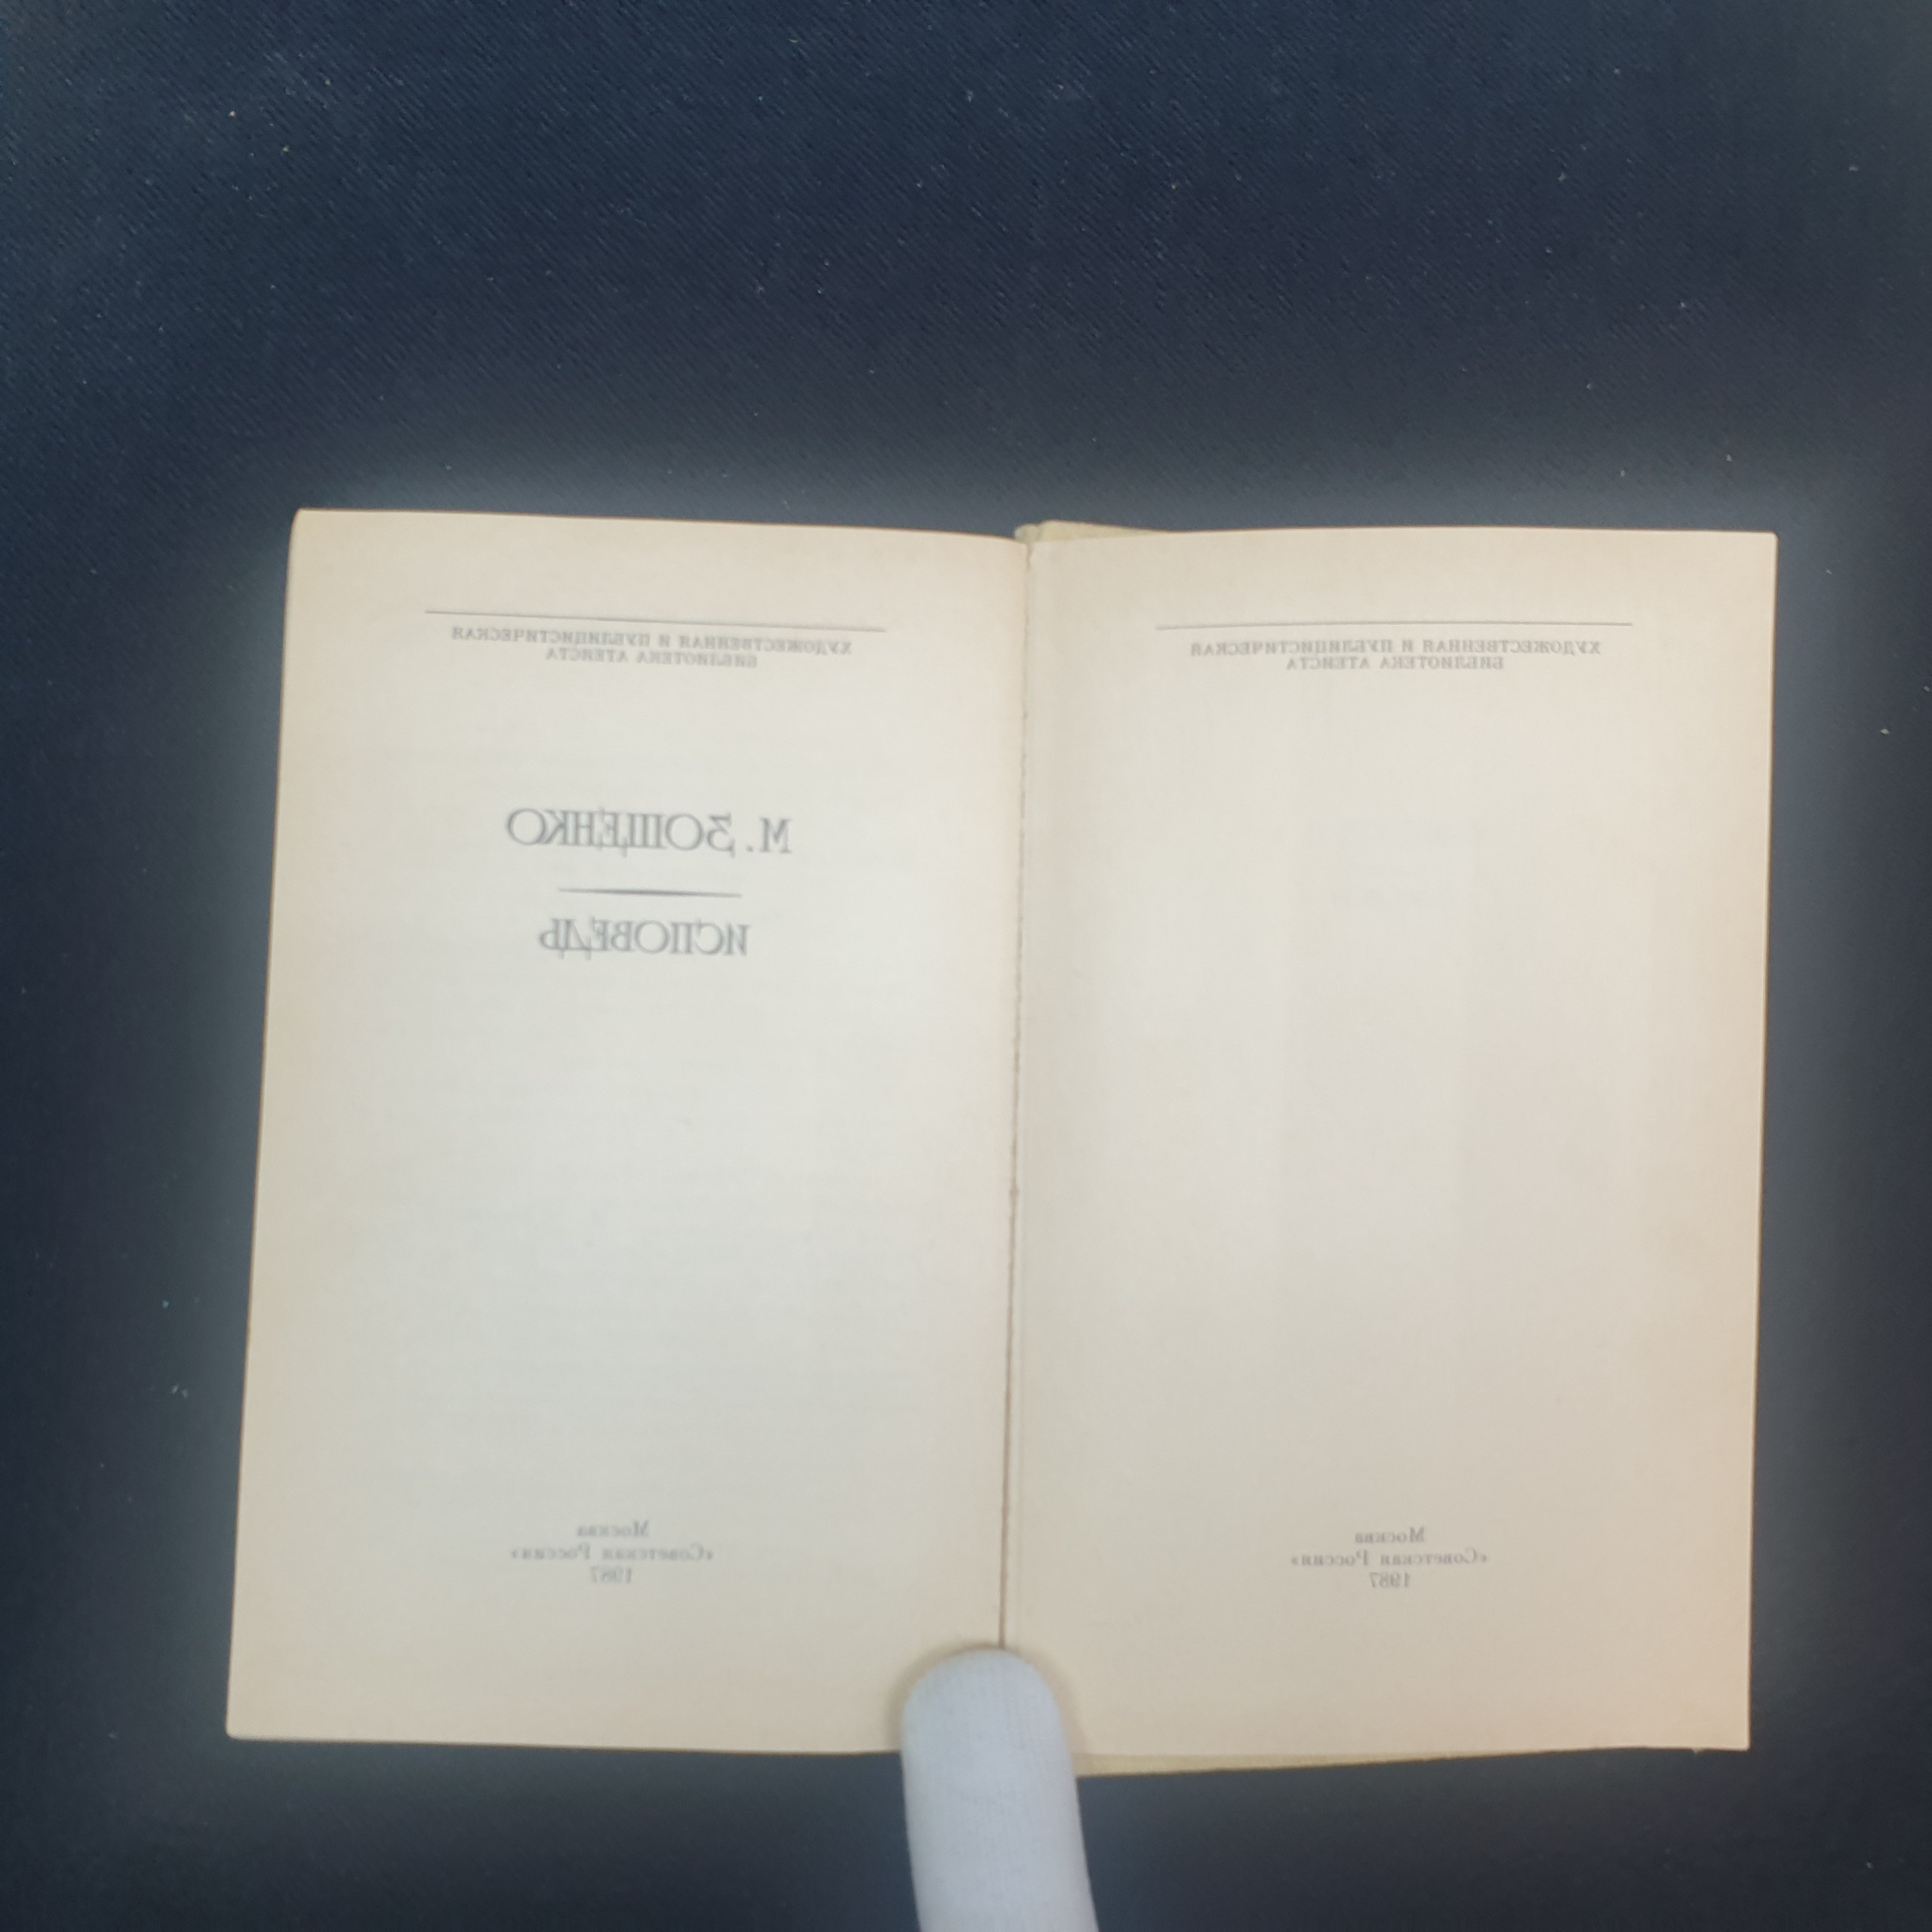 ХУДОЖЕСТВЕННАЯ И ПУБЛИЦИСТИЧЕСКАЯ
БИБЛИОТЕКА АТЕИСТА
М. ЗОЩЕНКО
ИСПОВЕДЬ
Москва
«Советская Россия»
1987
ХУДОЖЕСТВЕННАЯ И ПУБЛИЦИСТИЧЕСКАЯ
БИБЛИОТЕКА АТЕИСТА
Москва
«Советская Россия»
1987